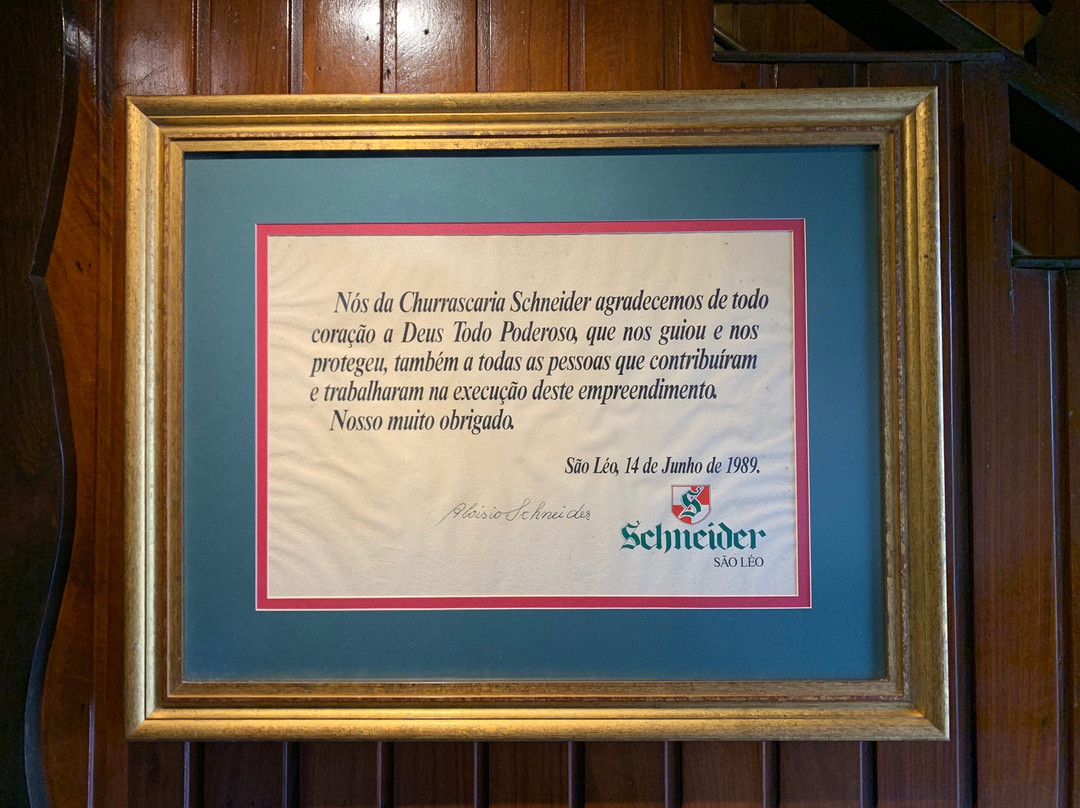 Nós da Churrascaria Schneider agradecemos de todo
coração a Deus Todo Poderoso, que nos guiou e nos
protegeu, também a todas as pessoas que contribuíram
e trabalharam na execução deste empreendimento.
Nosso muito obrigado.
São Léo, 14 de Junho de 1989.
Aloisio Schneider
S
Schneider
SÃO LÉO